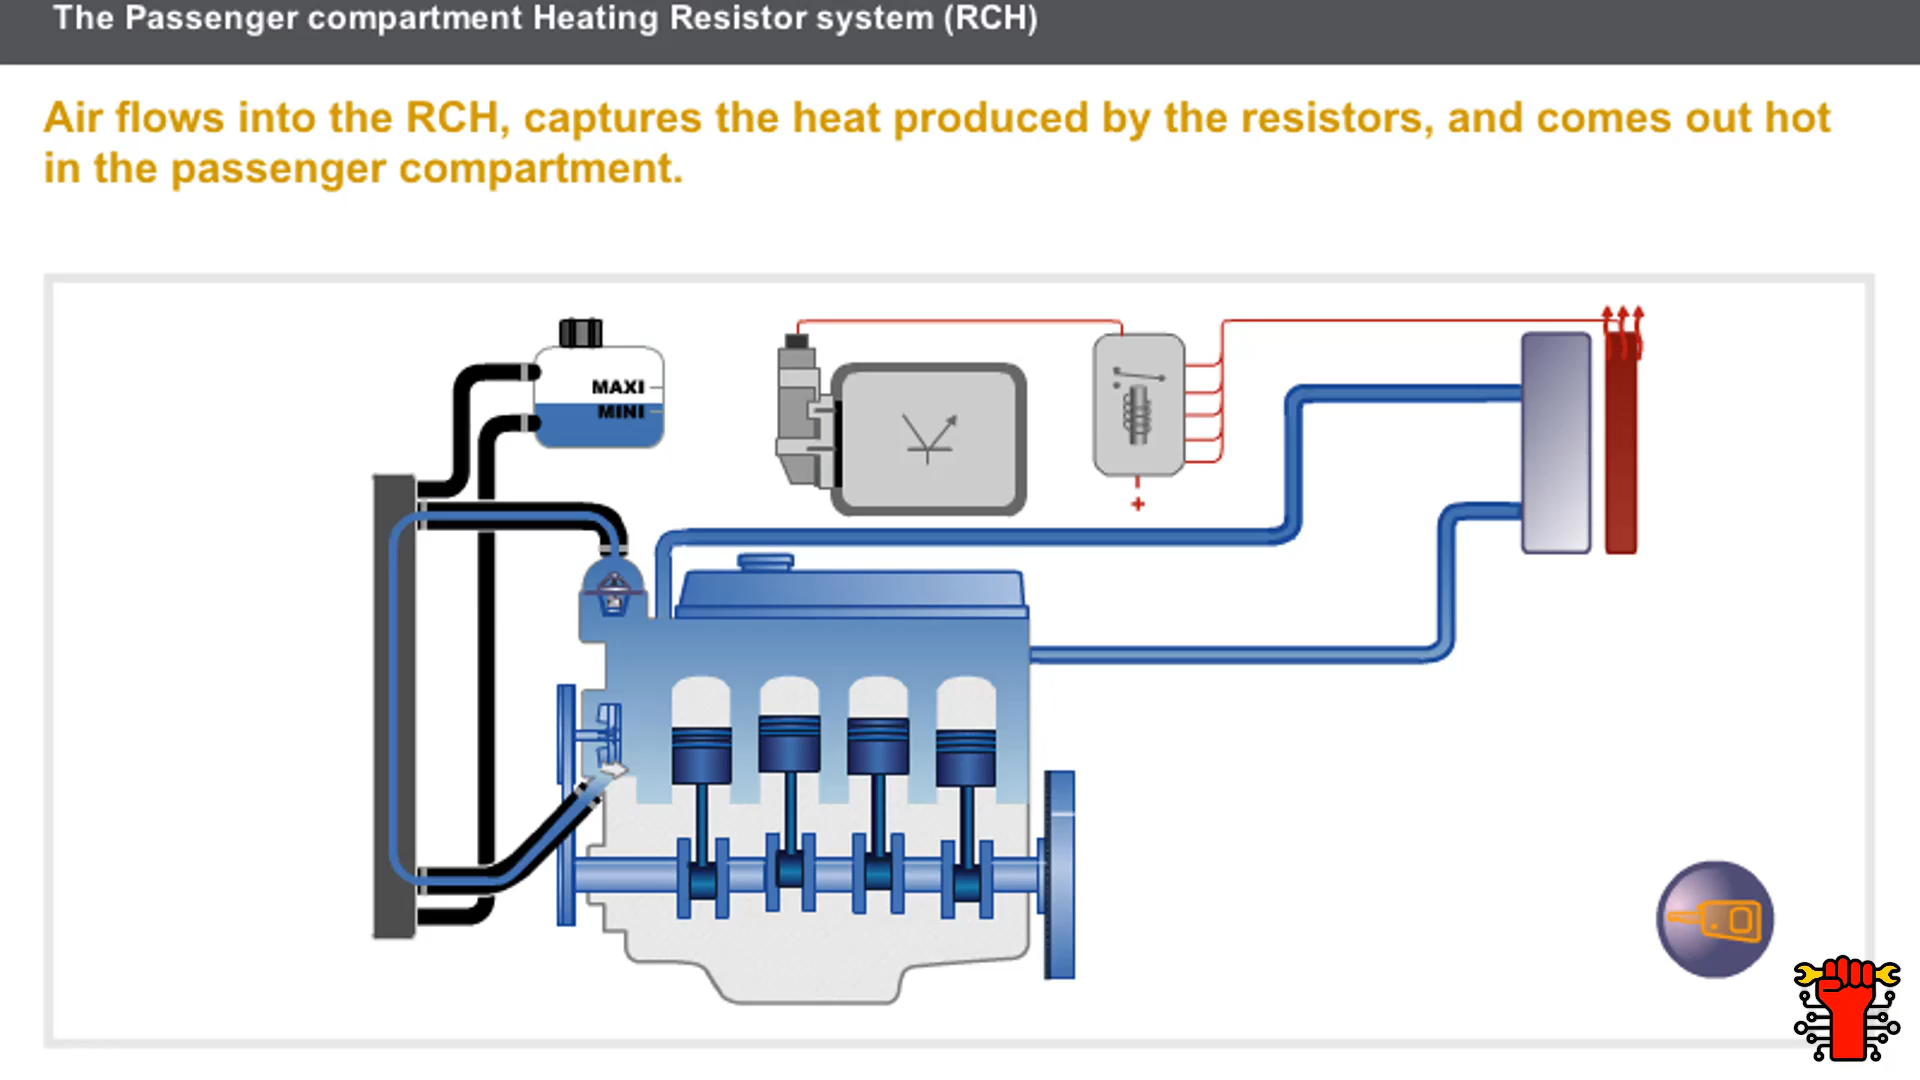 The Passenger compartment Heating Resistor system (RCH)
Air flows into the RCH, captures the heat produced by the resistors, and comes out hot
in the passenger compartment.
MAXI
MINI
+